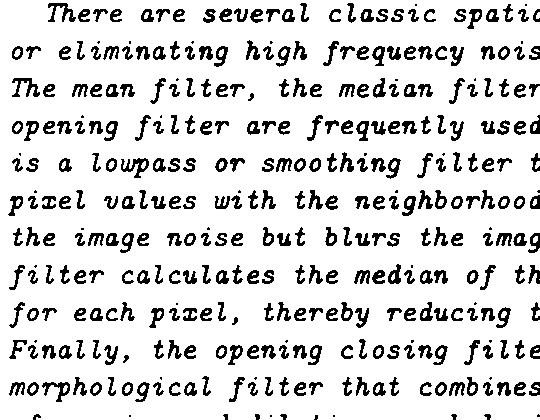 There are several classic spatic
or eliminating high frequency nois
The mean filter, the median filter
opening filter are frequently used
is a lowpass or smoothing filter t
pixel values with the neighborhood
the image noise but blurs the imag
filter calculates the median of th
for each pixel, thereby reducing t
Finally, the opening closing filte
morphological filter that combines